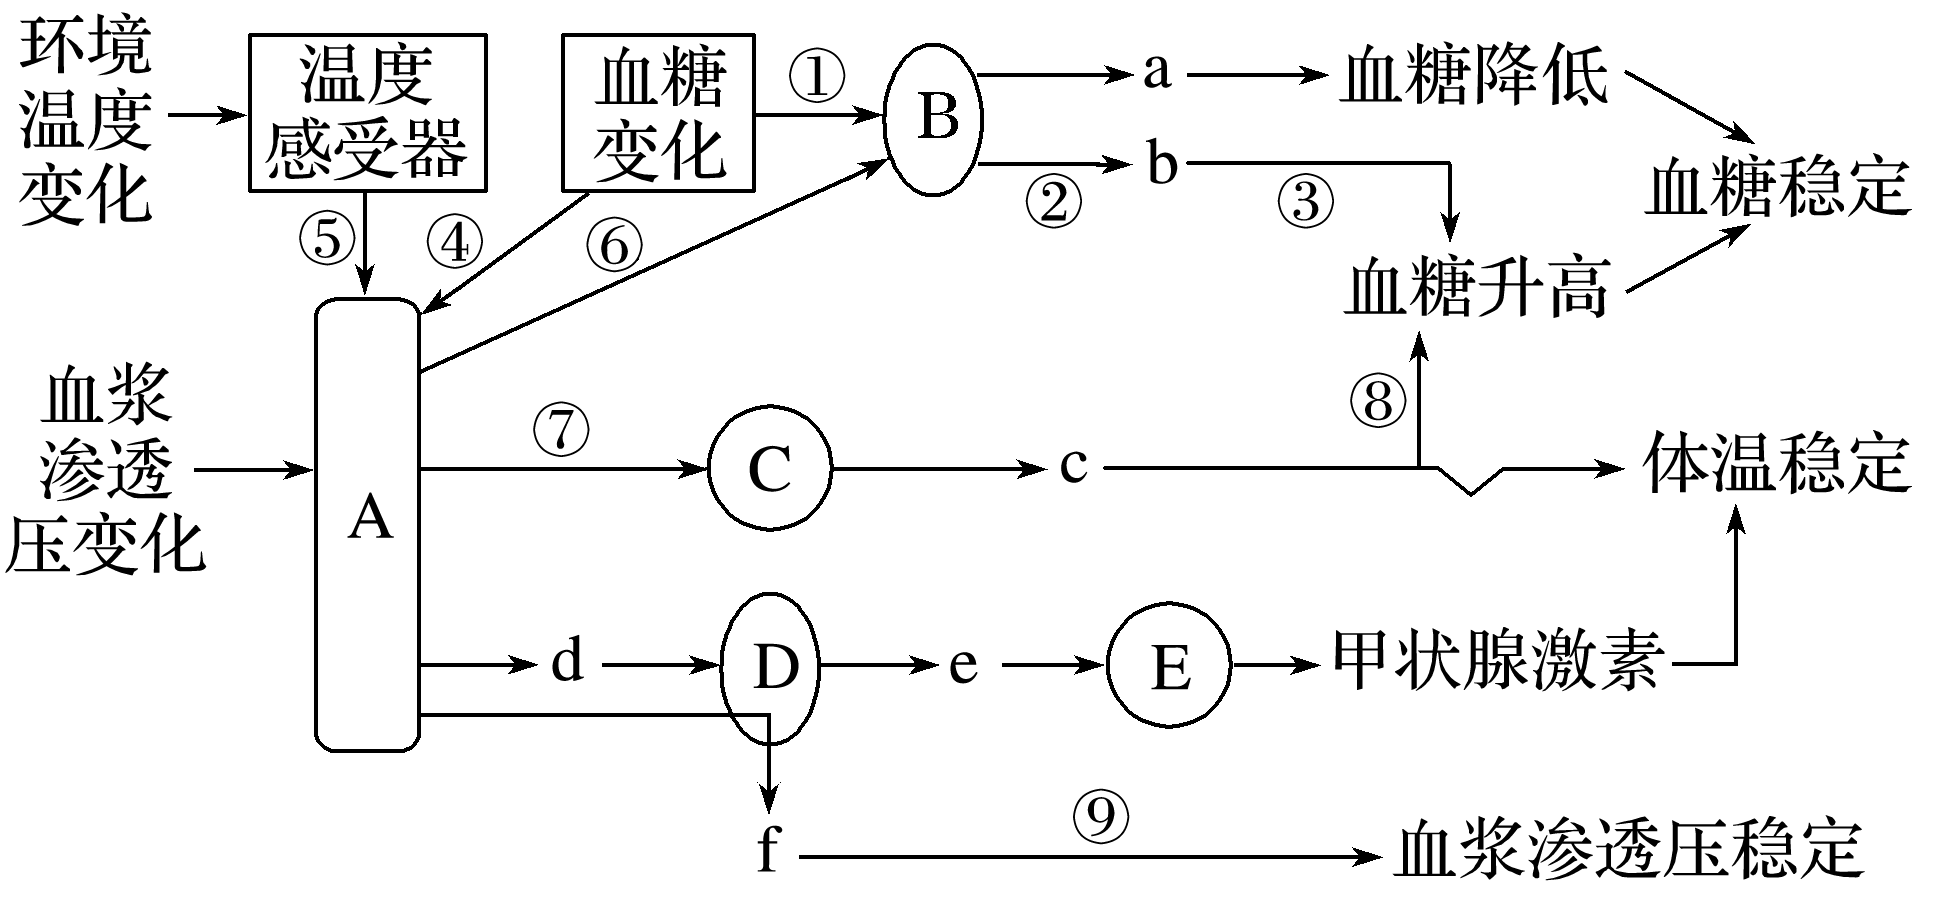 环境
温度
变化
温度
感受器
血糖
变化
①
B
a
血糖降低
②
b
③
血糖稳定
血糖升高
⑤
④
⑥
血浆
渗透
压变化
A
⑦
C
c
⑧
体温稳定
d
D
e
E
甲状腺激素
f
⑨
血浆渗透压稳定